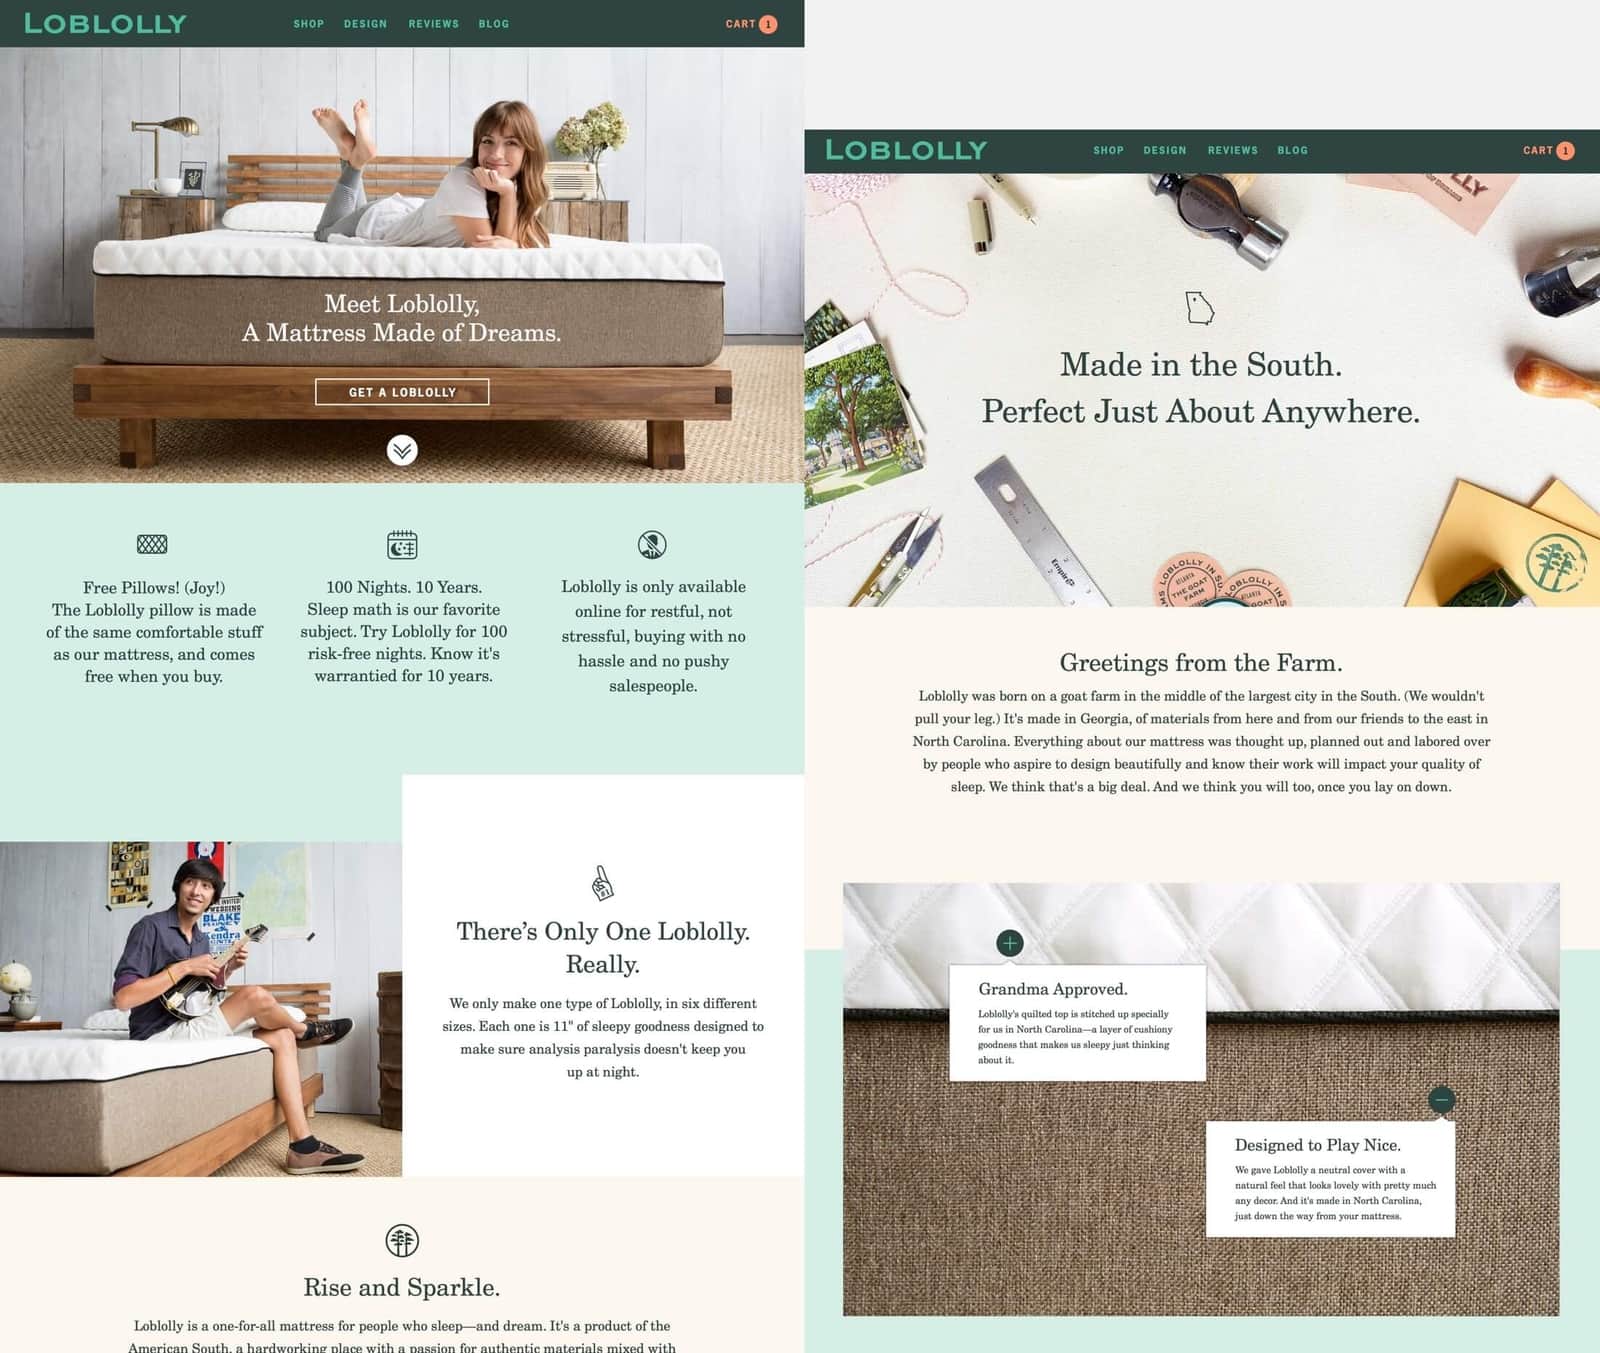 LOBLOLLY
SHOP DESIGN REVIEWS BLOG
CART 1
Meet Loblolly,
A Mattress Made of Dreams.
GET A LOBLOLLY
Free Pillows! (Joy!)
The Loblolly pillow is made
of the same comfortable stuff
as our mattress, and comes
free when you buy.
100 Nights. 10 Years.
Sleep math is our favorite
subject. Try Loblolly for 100
risk-free nights. Know it's
warrantied for 10 years.
Loblolly is only available
online for restful, not
stressful, buying with no
hassle and no pushy
salespeople.
WEDDING
BLAKE
Kendra
#1
There’s Only One Loblolly.
Really.
We only make one type of Loblolly, in six different
sizes. Each one is 11" of sleepy goodness designed to
make sure analysis paralysis doesn't keep you
up at night.
Rise and Sparkle.
Loblolly is a one-for-all mattress for people who sleep—and dream. It's a product of the
American South, a hardworking place with a passion for authentic materials mixed with
LOBLOLLY
SHOP DESIGN REVIEWS BLOG
CART 1
LLY
Made in the South.
Perfect Just About Anywhere.
Empire
LOBLOLLY IN
ATLANTA
THE GOAT
FARM
LOBLOLLY IN
ATLANTA
GOAT
Greetings from the Farm.
Loblolly was born on a goat farm in the middle of the largest city in the South. (We wouldn't
pull your leg.) It's made in Georgia, of materials from here and from our friends to the east in
North Carolina. Everything about our mattress was thought up, planned out and labored over
by people who aspire to design beautifully and know their work will impact your quality of
sleep. We think that's a big deal. And we think you will too, once you lay on down.
Grandma Approved.
Loblolly's quilted top is stitched up specially
for us in North Carolina—a layer of cushiony
goodness that makes us sleepy just thinking
about it.
Designed to Play Nice.
We gave Loblolly a neutral cover with a
natural feel that looks lovely with pretty much
any decor. And it's made in North Carolina,
just down the way from your mattress.